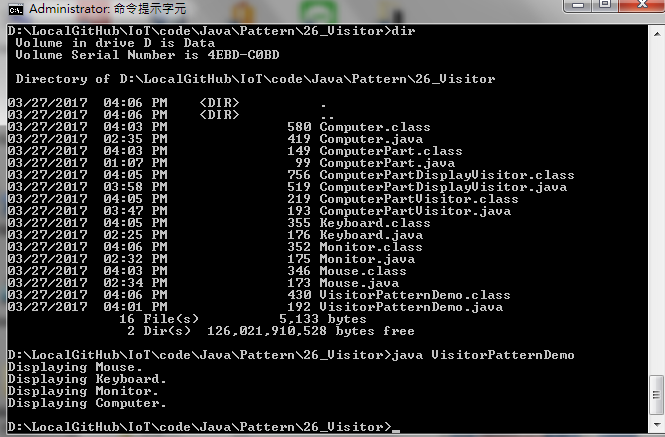 Administrator: 命令提示字元
D:\LocalGitHub\IoT\code\Java\Pattern\26_Visitor>dir
 Volume in drive D is Data
 Volume Serial Number is 4EBD-C0BD

 Directory of D:\LocalGitHub\IoT\code\Java\Pattern\26_Visitor

03/27/2017  04:06 PM    <DIR>          .
03/27/2017  04:06 PM    <DIR>          ..
03/27/2017  04:03 PM               580 Computer.class
03/27/2017  02:35 PM               419 Computer.java
03/27/2017  04:03 PM               149 ComputerPart.class
03/27/2017  01:07 PM                99 ComputerPart.java
03/27/2017  04:05 PM               756 ComputerPartDisplayVisitor.class
03/27/2017  03:58 PM               519 ComputerPartDisplayVisitor.java
03/27/2017  04:05 PM               219 ComputerPartVisitor.class
03/27/2017  03:47 PM               193 ComputerPartVisitor.java
03/27/2017  04:05 PM               355 Keyboard.class
03/27/2017  02:25 PM               176 Keyboard.java
03/27/2017  04:06 PM               352 Monitor.class
03/27/2017  02:32 PM               175 Monitor.java
03/27/2017  04:03 PM               346 Mouse.class
03/27/2017  02:34 PM               173 Mouse.java
03/27/2017  04:06 PM               430 VisitorPatternDemo.class
03/27/2017  04:01 PM               192 VisitorPatternDemo.java
              16 File(s)          5,133 bytes
               2 Dir(s)  126,021,910,528 bytes free

D:\LocalGitHub\IoT\code\Java\Pattern\26_Visitor>java VisitorPatternDemo
Displaying Mouse.
Displaying Keyboard.
Displaying Monitor.
Displaying Computer.

D:\LocalGitHub\IoT\code\Java\Pattern\26_Visitor>